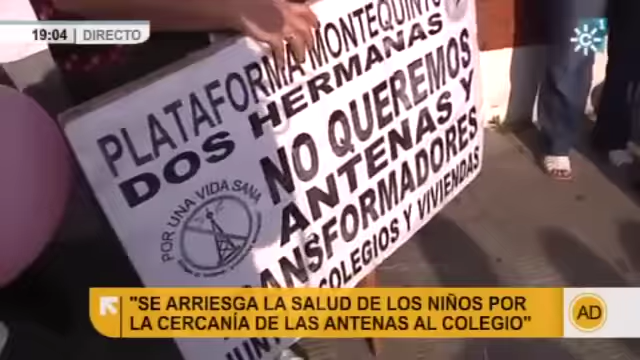 19:04 DIRECTO
PLATAFORMA MONTEQUINTO
DOS HERMANAS
NO QUEREMOS
ANTENAS Y
TRANSFORMADORES
COLEGIOS Y VIVIENDAS
POR UNA VIDA SANA
"SE ARRIESGA LA SALUD DE LOS NIÑOS POR
LA CERCANÍA DE LAS ANTENAS AL COLEGIO"
AD